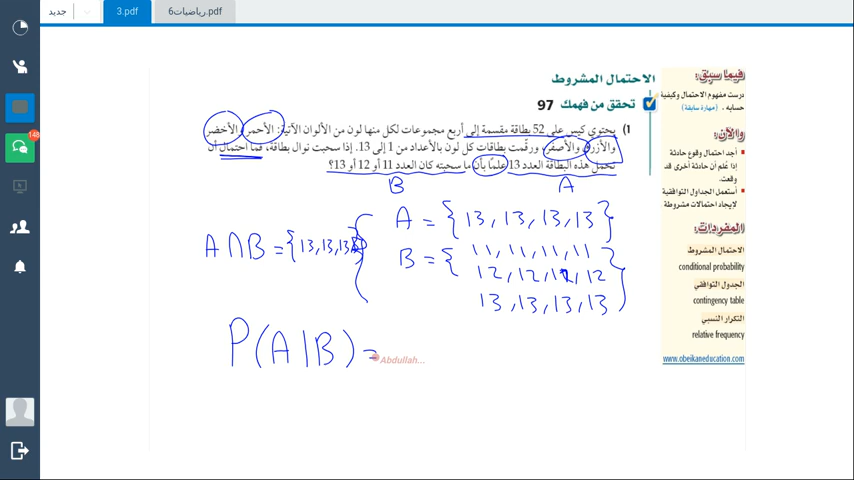 جديد
3.pdf
رياضيات6.pdf
148
الاحتمال المشروط
تحقق من فهمك 97
1) يحتوي كيس على 52 بطاقة مقسمة إلى أربع مجموعات لكل منها لون من الألوان الآتية: الأحمر والأخضر
والأزرق والأصفر، ورقّمت بطاقات كل لون بالأعداد من 1 إلى 13. إذا سحبت نوال بطاقة، فما احتمال أن
تحمل هذه البطاقة العدد 13 علمًا بأن ما سحبته كان العدد 11 أو 12 أو 13؟
B A
A = {13, 13, 13, 13}
A∩B = {13, 13, 13, 13}
B = { 11, 11, 11, 11
12, 12, 12, 12
13, 13, 13, 13 }
P(A|B) =
Abdullah...
فيما سبق:
درست مفهوم الاحتمال وكيفية
حسابه. (مهارة سابقة)
والآن:
أجد احتمال وقوع حادثة
إذا عُلم أن حادثة أخرى قد
وقعت.
أستعمل الجداول التوافقية
لإيجاد احتمالات مشروطة
المفردات:
الاحتمال المشروط
conditional probability
الجدول التوافقي
contingency table
التكرار النسبي
relative frequency
www.obeikaneducation.com